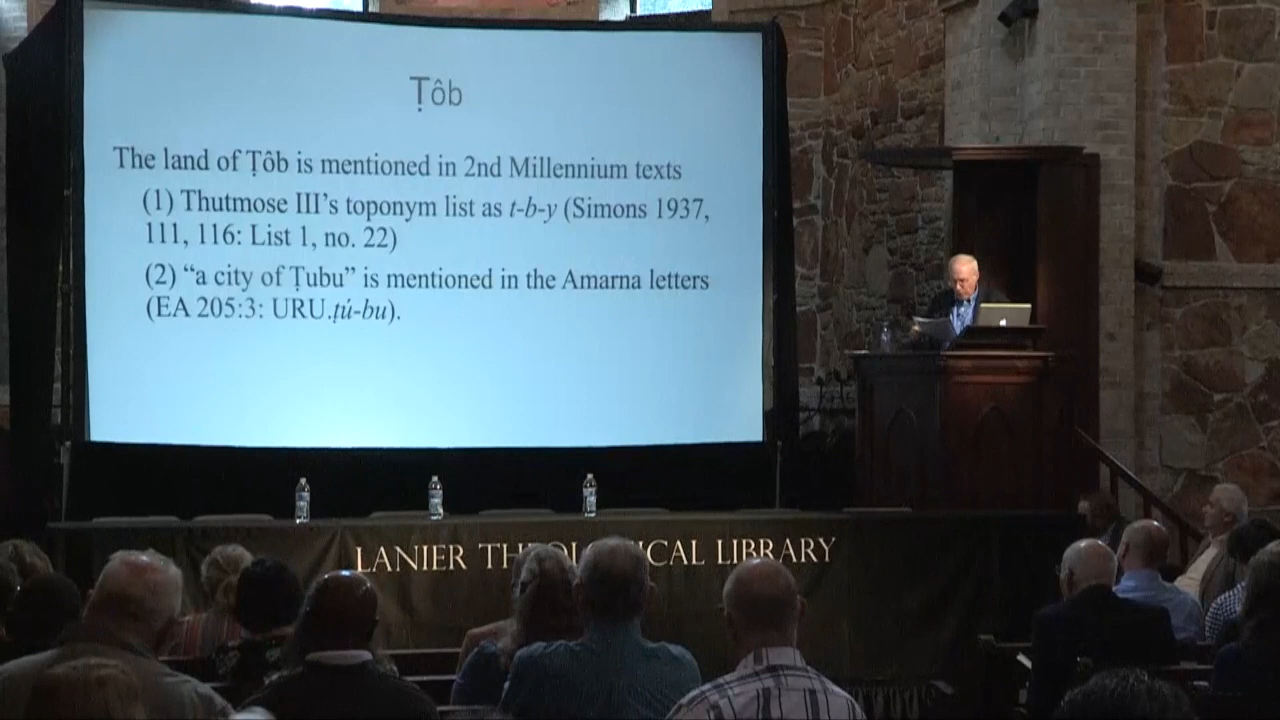 Ṭôb
The land of Ṭôb is mentioned in 2nd Millennium texts
(1) Thutmose III’s toponym list as t-b-y (Simons 1937,
111, 116: List 1, no. 22)
(2) “a city of Ṭubu” is mentioned in the Amarna letters
(EA 205:3: URU.ṭú-bu).
LANIER THEOLOGICAL LIBRARY